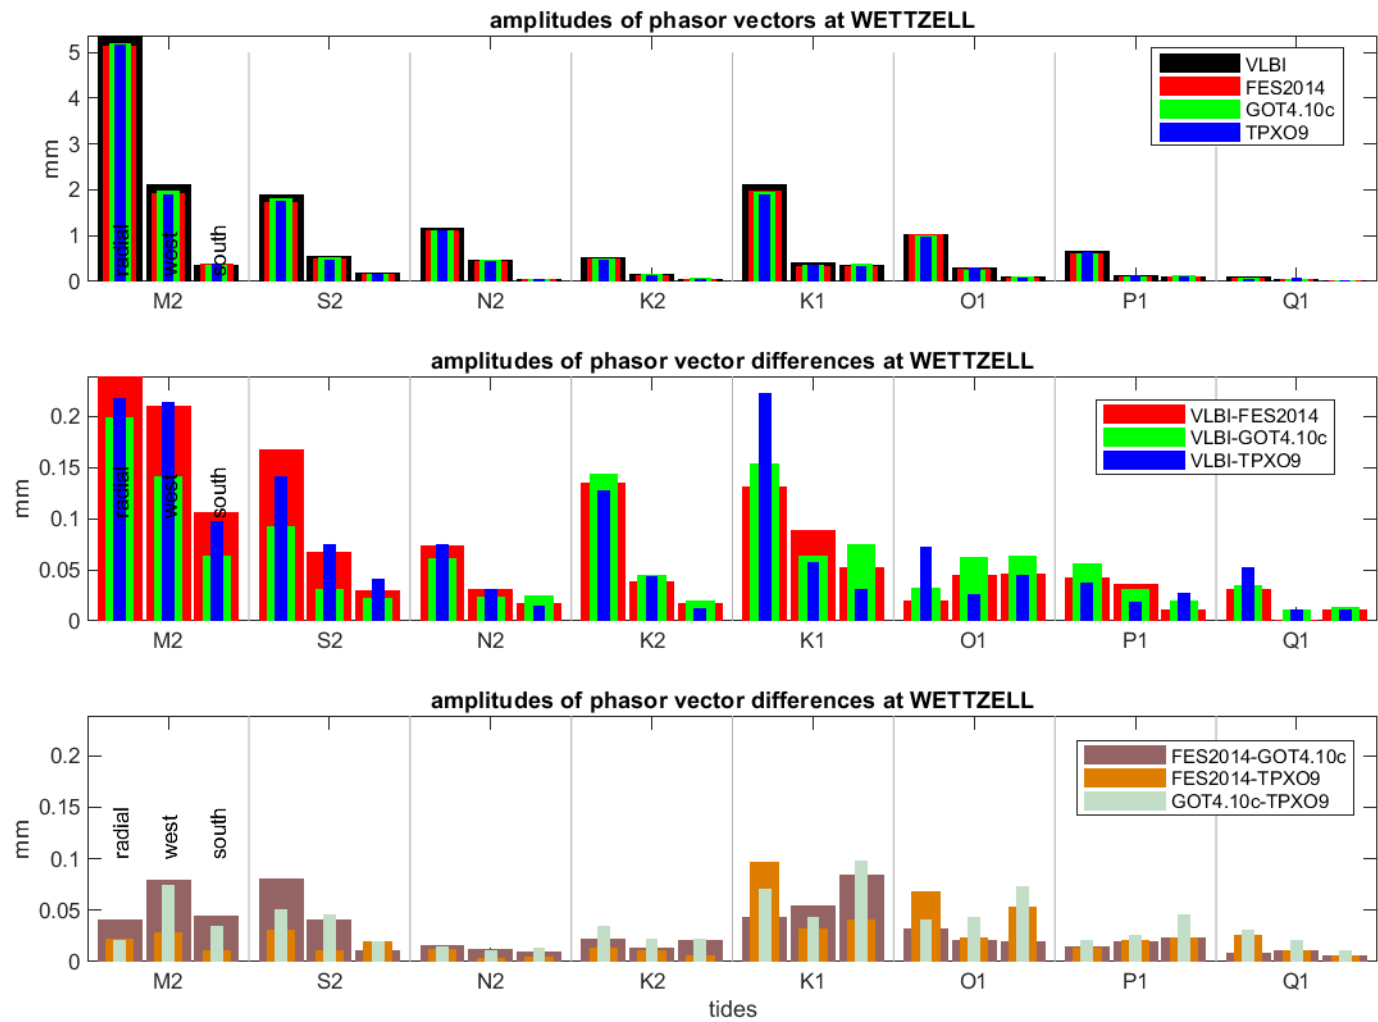 amplitudes of phasor vectors at WETTZELL
mm
5
4
3
2
1
0
radial
west
south
VLBI
FES2014
GOT4.10c
TPXO9
M2 S2 N2 K2 K1 O1 P1 Q1
amplitudes of phasor vector differences at WETTZELL
mm
0.2
0.15
0.1
0.05
0
radial
west
south
VLBI-FES2014
VLBI-GOT4.10c
VLBI-TPXO9
M2 S2 N2 K2 K1 O1 P1 Q1
amplitudes of phasor vector differences at WETTZELL
mm
0.2
0.15
0.1
0.05
0
radial
west
south
FES2014-GOT4.10c
FES2014-TPXO9
GOT4.10c-TPXO9
M2 S2 N2 K2 K1 O1 P1 Q1
tides